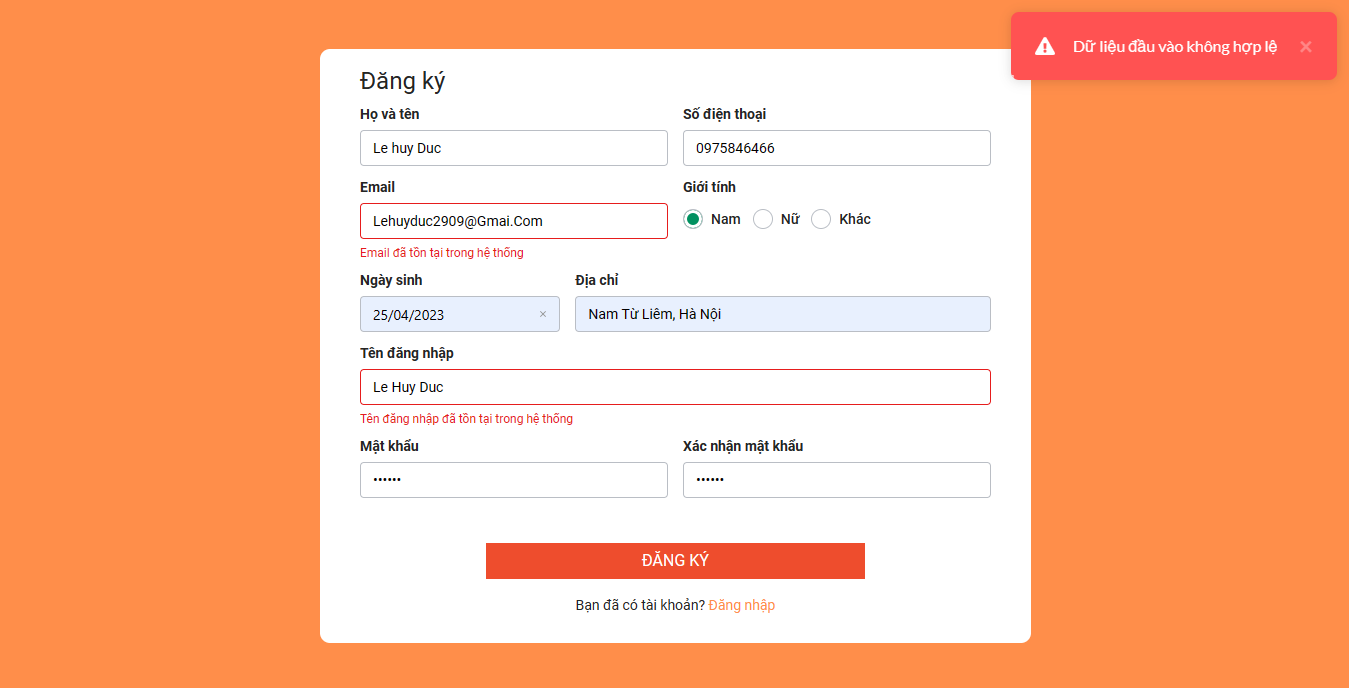 Dữ liệu đầu vào không hợp lệ
Đăng ký
Họ và tên
Số điện thoại
Le huy Duc
0975846466
Email
Giới tính
Lehuyduc2909@Gmai.Com
Nam
Nữ
Khác
Email đã tồn tại trong hệ thống
Ngày sinh
Địa chỉ
25/04/2023
Nam Từ Liêm, Hà Nội
Tên đăng nhập
Le Huy Duc
Tên đăng nhập đã tồn tại trong hệ thống
Mật khẩu
Xác nhận mật khẩu
••••••
••••••
ĐĂNG KÝ
Bạn đã có tài khoản? Đăng nhập